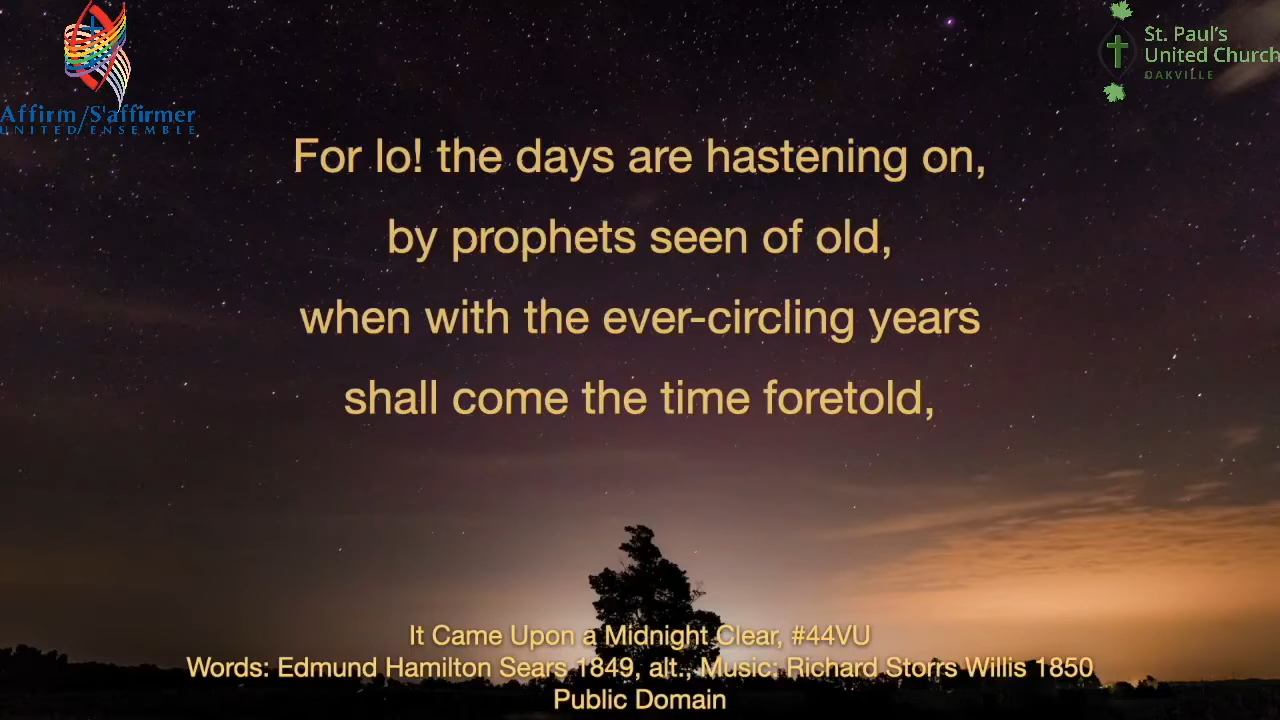 Affirm/S'affirmer
UNITED/ENSEMBLE
St. Paul's
United Church
OAKVILLE
For lo! the days are hastening on,
by prophets seen of old,
when with the ever-circling years
shall come the time foretold,
It Came Upon a Midnight Clear, #44VU
Words: Edmund Hamilton Sears 1849, alt., Music: Richard Storrs Willis 1850
Public Domain